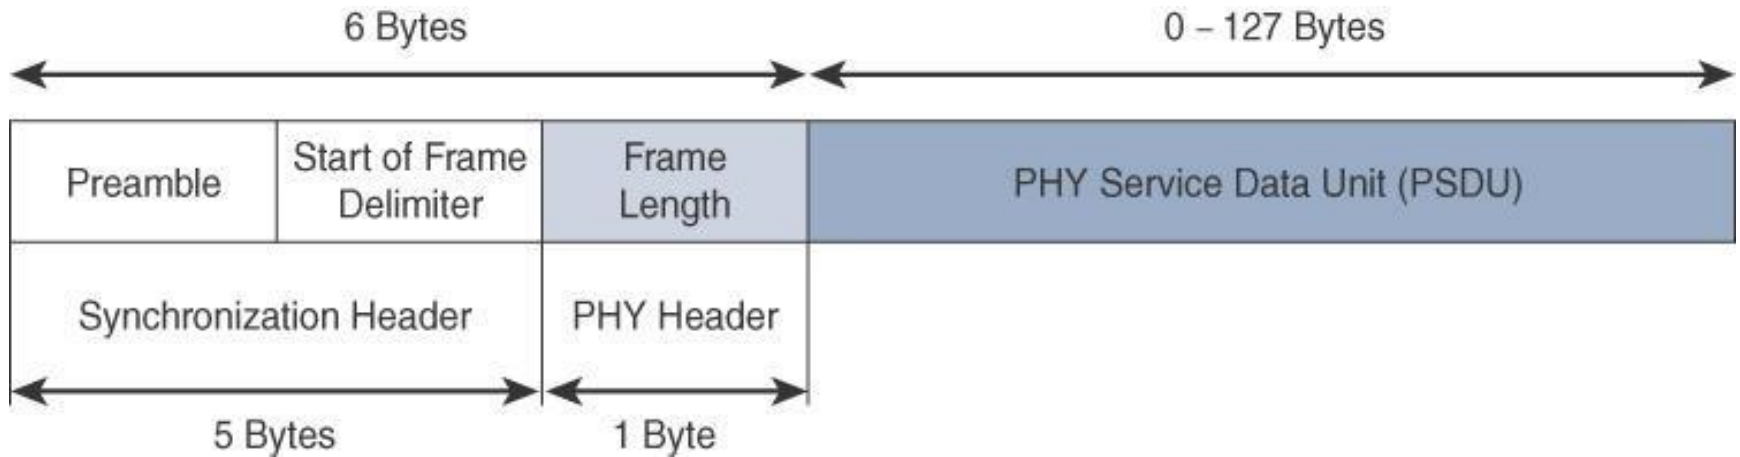 6 Bytes
0 – 127 Bytes
Preamble
Start of Frame
Delimiter
Frame
Length
PHY Service Data Unit (PSDU)
Synchronization Header
PHY Header
5 Bytes
1 Byte